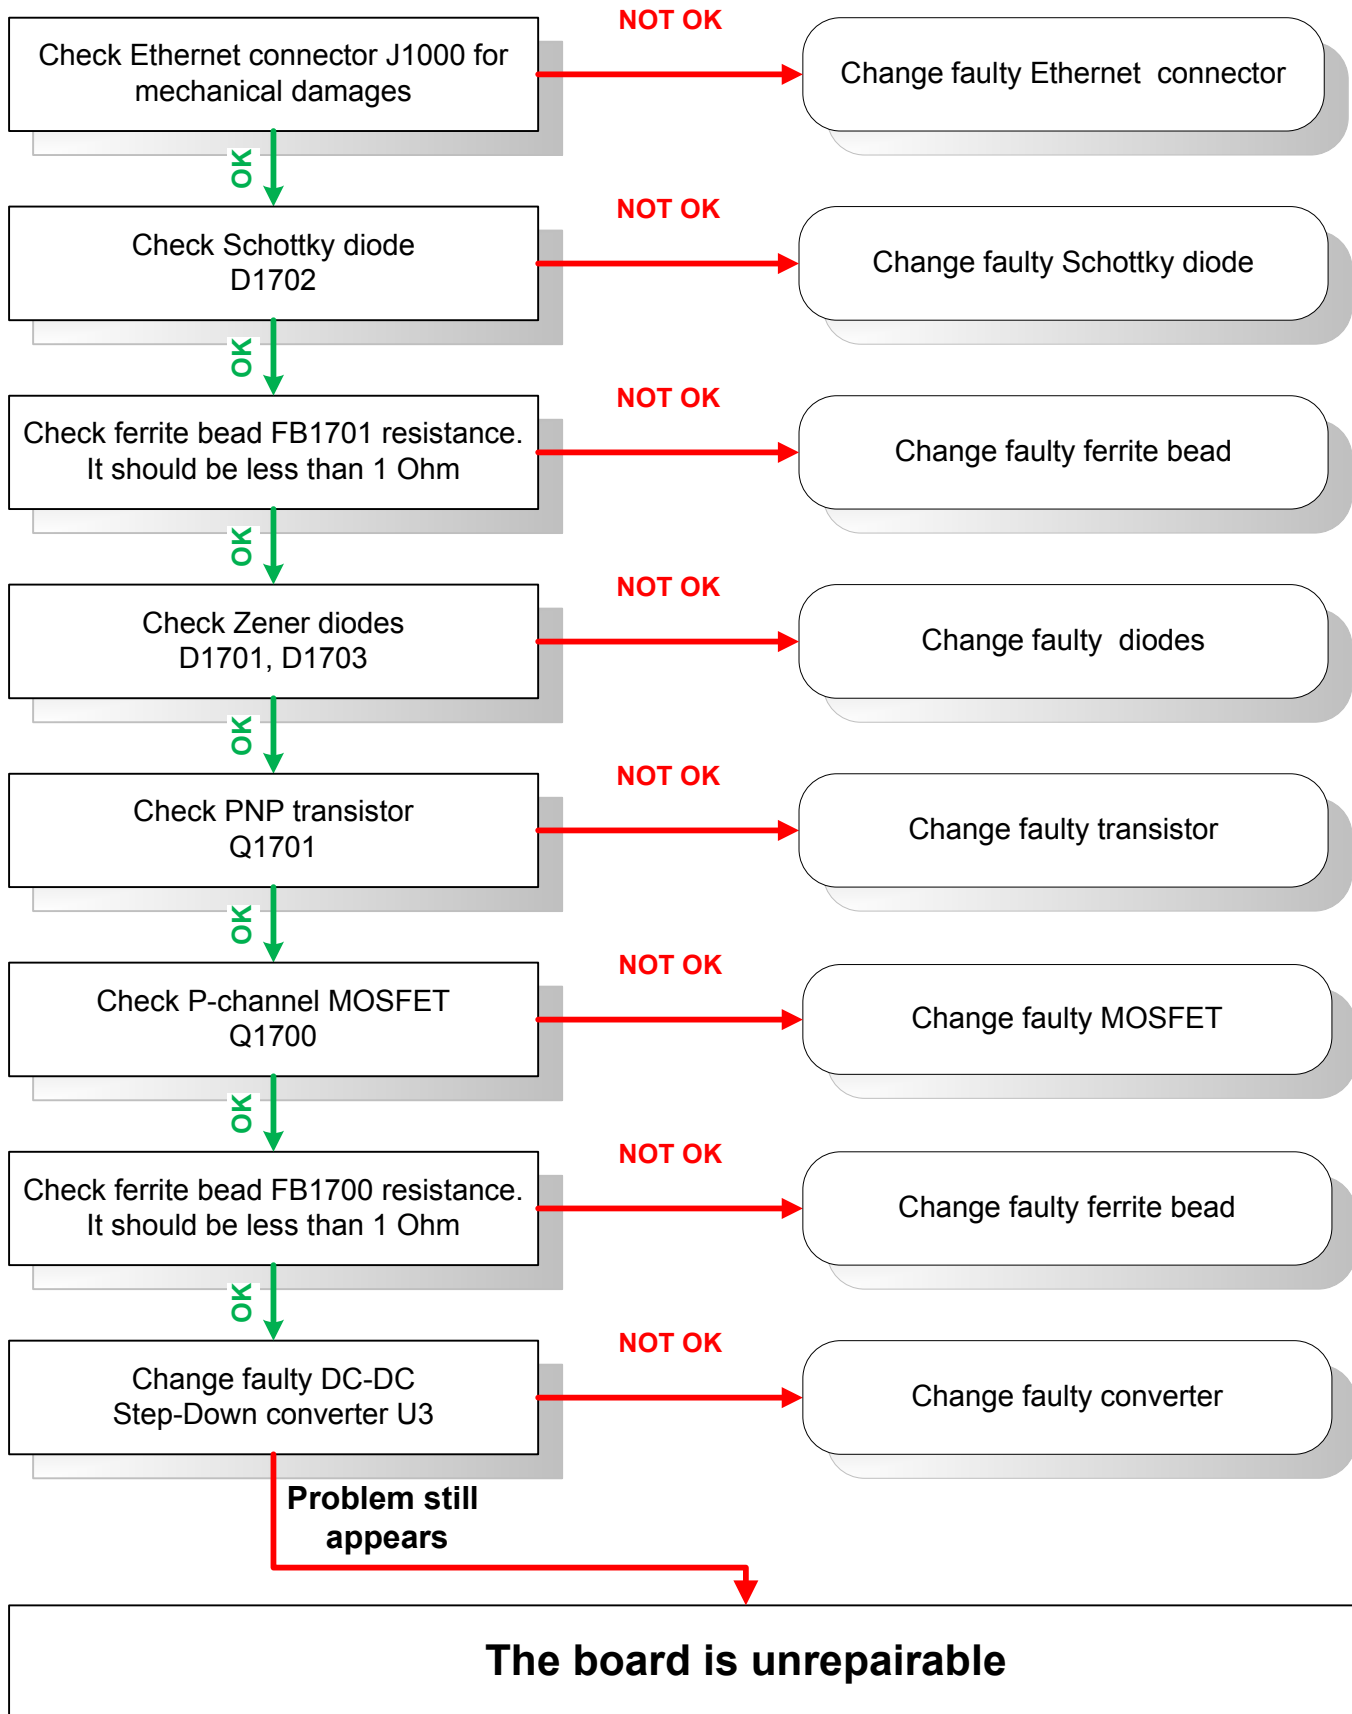 NOT OK
Check Ethernet connector J1000 for
mechanical damages
Change faulty Ethernet connector
OK
NOT OK
Check Schottky diode
D1702
Change faulty Schottky diode
OK
NOT OK
Check ferrite bead FB1701 resistance.
It should be less than 1 Ohm
Change faulty ferrite bead
OK
NOT OK
Check Zener diodes
D1701, D1703
Change faulty diodes
OK
NOT OK
Check PNP transistor
Q1701
Change faulty transistor
OK
NOT OK
Check P-channel MOSFET
Q1700
Change faulty MOSFET
OK
NOT OK
Check ferrite bead FB1700 resistance.
It should be less than 1 Ohm
Change faulty ferrite bead
OK
NOT OK
Change faulty DC-DC
Step-Down converter U3
Change faulty converter
Problem still
appears
The board is unrepairable